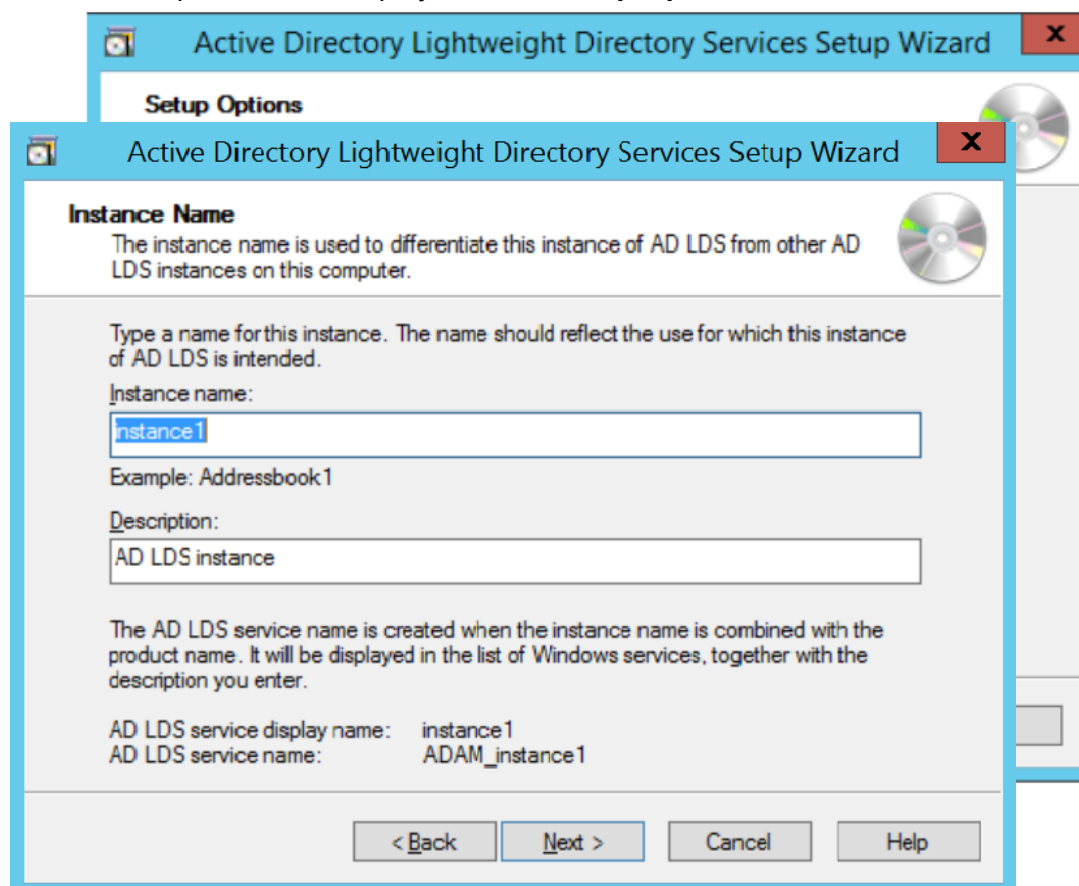 Active Directory Lightweight Directory Services Setup Wizard
Setup Options
Active Directory Lightweight Directory Services Setup Wizard
Instance Name
The instance name is used to differentiate this instance of AD LDS from other AD
LDS instances on this computer.
Type a name for this instance. The name should reflect the use for which this instance
of AD LDS is intended.
Instance name:
instance1
Example: Addressbook1
Description:
AD LDS instance
The AD LDS service name is created when the instance name is combined with the
product name. It will be displayed in the list of Windows services, together with the
description you enter.
AD LDS service display name: instance1
AD LDS service name: ADAM_instance1
< Back Next > Cancel Help